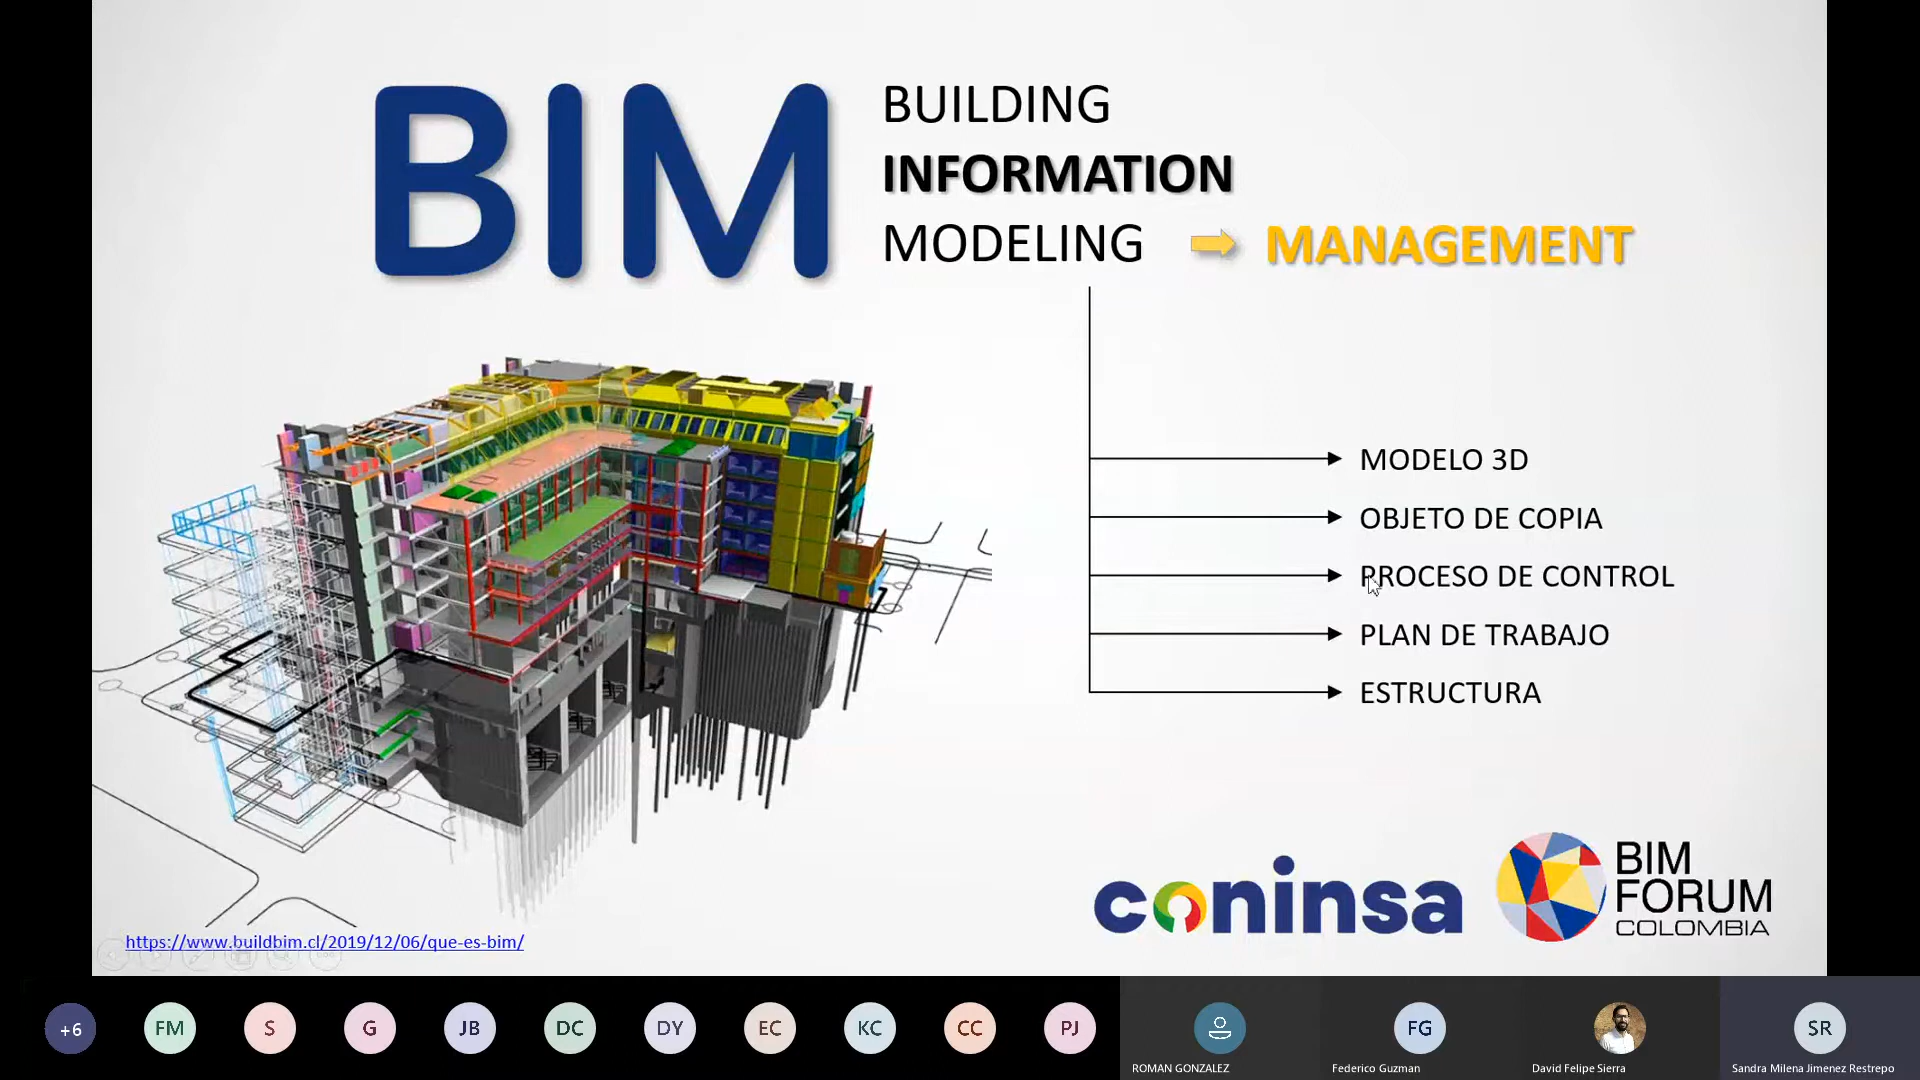 BIM
BUILDING
INFORMATION
MODELING
MANAGEMENT
MODELO 3D
OBJETO DE COPIA
PROCESO DE CONTROL
PLAN DE TRABAJO
ESTRUCTURA
coninsa
BIM
FORUM
COLOMBIA
https://www.buildbim.cl/2019/12/06/que-es-bim/
+6
FM
S
G
JB
DC
DY
EC
KC
CC
PJ
ROMAN GONZALEZ
FG
Federico Guzman
David Felipe Sierra
SR
Sandra Milena Jimenez Restrepo